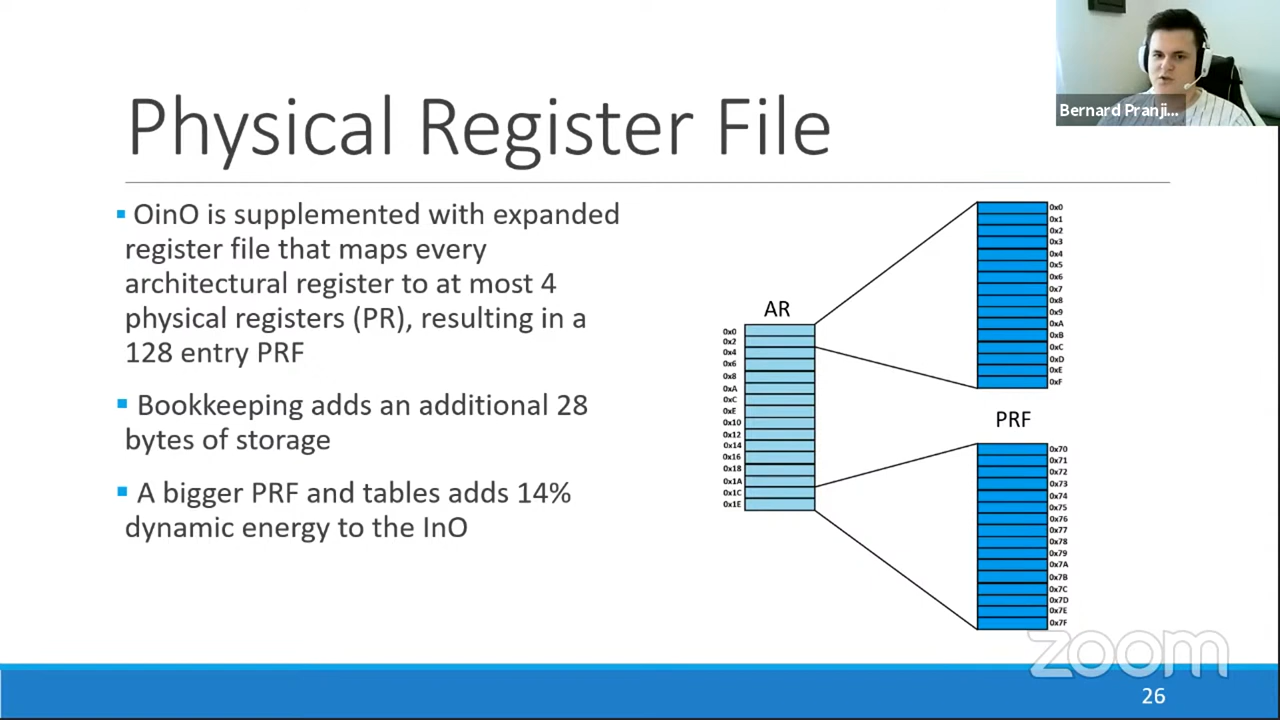 Bernard Pranji...
Physical Register File
▪ OinO is supplemented with expanded
register file that maps every
architectural register to at most 4
physical registers (PR), resulting in a
128 entry PRF
▪ Bookkeeping adds an additional 28
bytes of storage
▪ A bigger PRF and tables adds 14%
dynamic energy to the InO
AR
0x0
0x2
0x4
0x6
0x8
0xA
0xC
0xE
0x10
0x12
0x14
0x16
0x18
0x1A
0x1C
0x1E
0x0
0x1
0x2
0x3
0x4
0x5
0x6
0x7
0x8
0x9
0xA
0xB
0xC
0xD
0xE
0xF
PRF
0x70
0x71
0x72
0x73
0x74
0x75
0x76
0x77
0x78
0x79
0x7A
0x7B
0x7C
0x7D
0x7E
0x7F
zoom
26